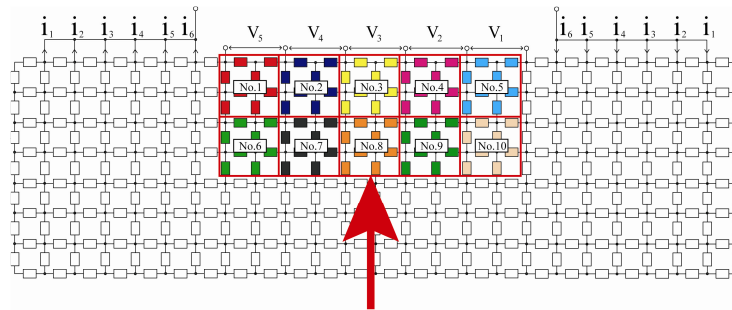 i₁ i₂ i₃ i₄ i₅ i₆ V₅ V₄ V₃ V₂ V₁ i₆ i₅ i₄ i₃ i₂ i₁
No.1 No.2 No.3 No.4 No.5
No.6 No.7 No.8 No.9 No.10